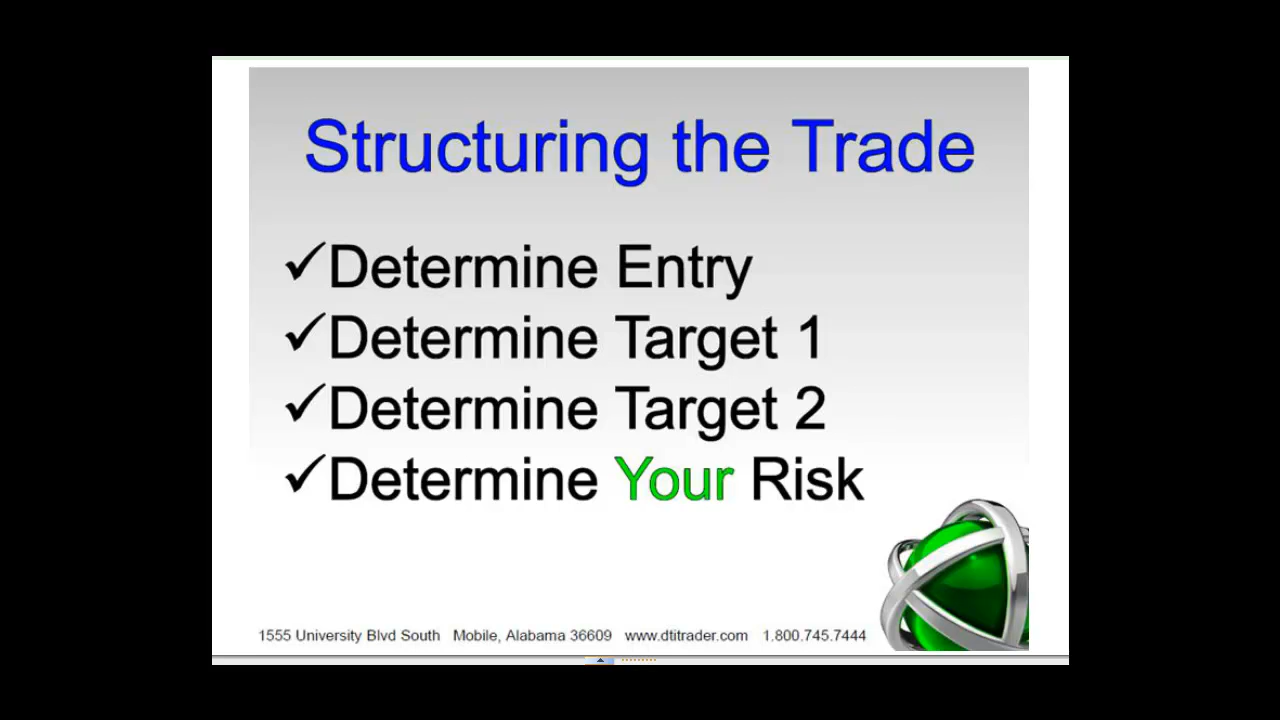 Structuring the Trade
✓Determine Entry
✓Determine Target 1
✓Determine Target 2
✓Determine Your Risk
1555 University Blvd South Mobile, Alabama 36609 www.dtitrader.com 1.800.745.7444